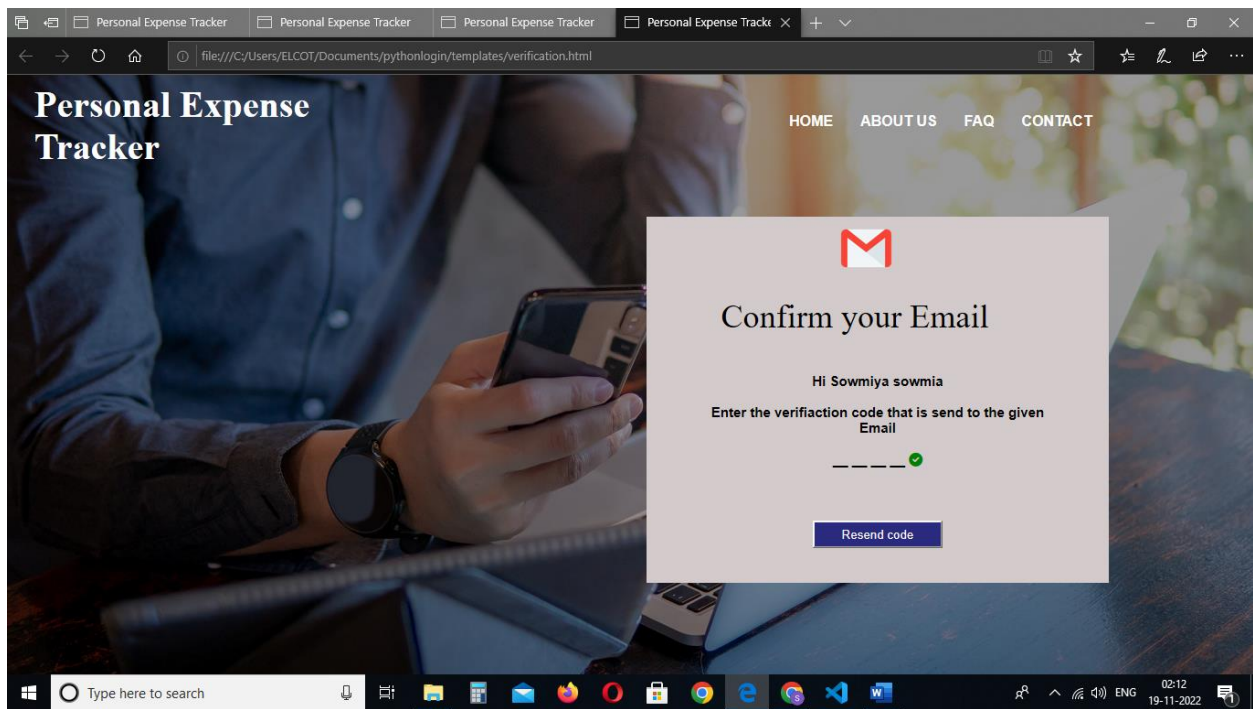 Personal Expense Tracker
Personal Expense Tracker
Personal Expense Tracker
Personal Expense Tracke
file:///C:/Users/ELCOT/Documents/pythonlogin/templates/verification.html
Personal Expense
Tracker
HOME ABOUT US FAQ CONTACT
Confirm your Email
Hi Sowmiya sowmia
Enter the verifiaction code that is send to the given
Email
Resend code
Type here to search
ENG
02:12
19-11-2022